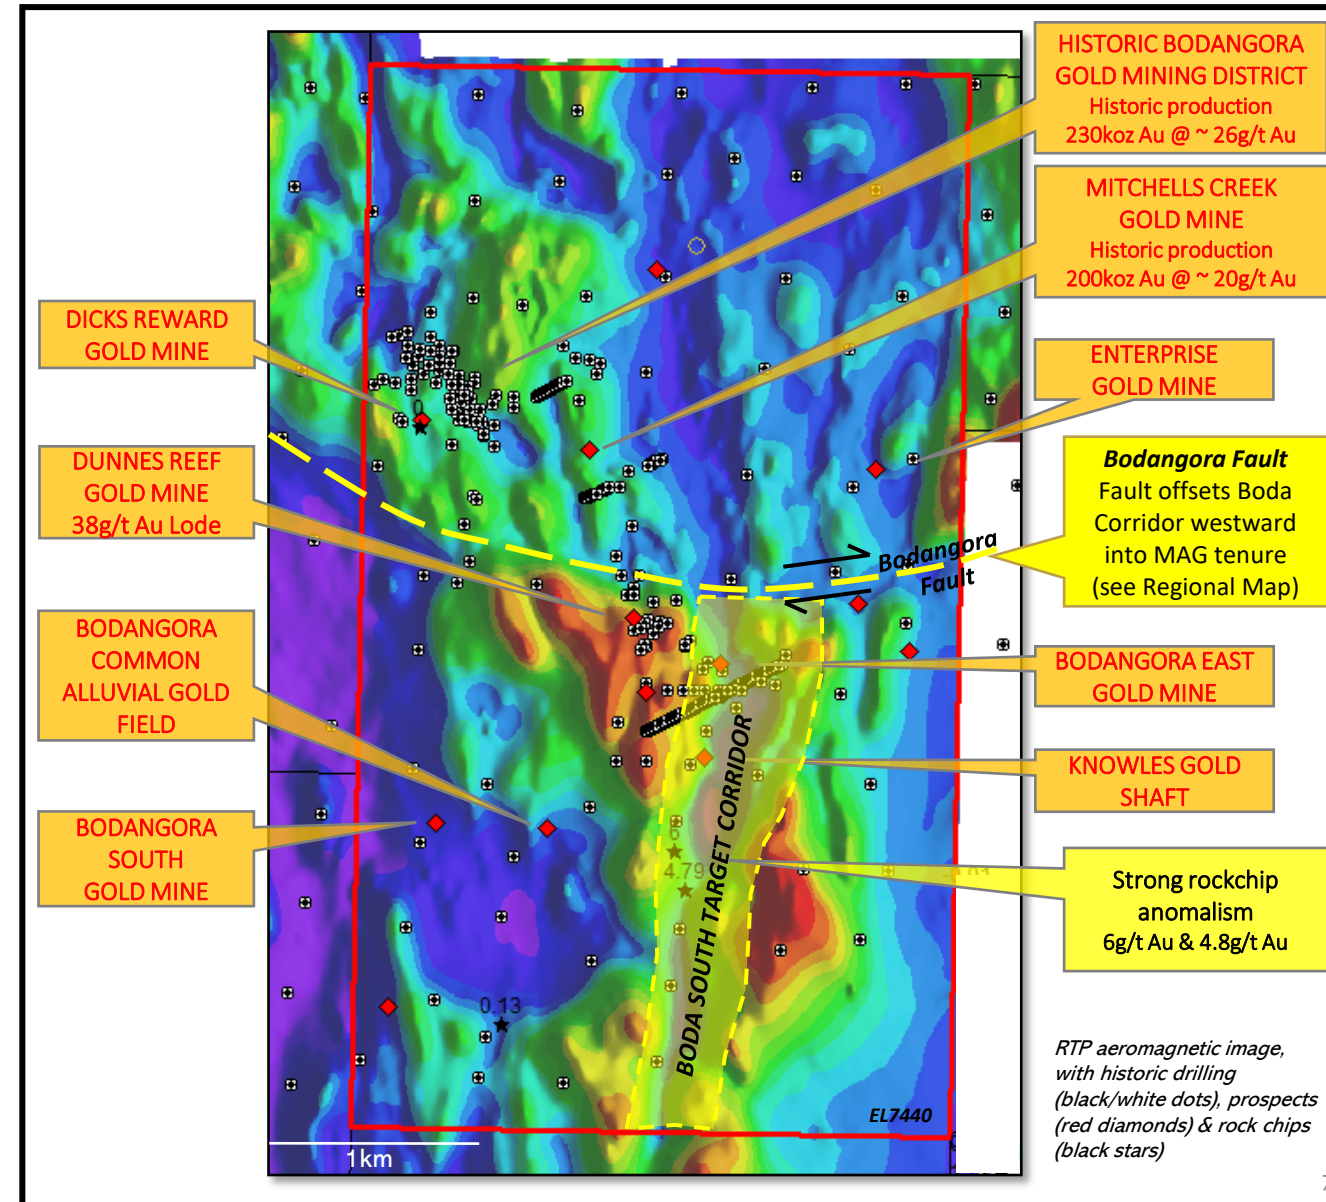 HISTORIC BODANGORA
GOLD MINING DISTRICT
Historic production
230koz Au @ ~ 26g/t Au
MITCHELLS CREEK
GOLD MINE
Historic production
200koz Au @ ~ 20g/t Au
DICKS REWARD
GOLD MINE
ENTERPRISE
GOLD MINE
0
DUNNES REEF
GOLD MINE
38g/t Au Lode
Bodangora Fault
Fault offsets Boda
Corridor westward
into MAG tenure
(see Regional Map)
Bodangora
Fault
BODANGORA
COMMON
ALLUVIAL GOLD
FIELD
BODANGORA EAST
GOLD MINE
KNOWLES GOLD
SHAFT
BODANGORA
SOUTH
GOLD MINE
6
4.79
BODA SOUTH TARGET CORRIDOR
Strong rockchip
anomalism
6g/t Au & 4.8g/t Au
0.13
RTP aeromagnetic image,
with historic drilling
(black/white dots), prospects
(red diamonds) & rock chips
(black stars)
EL7440
1km
7